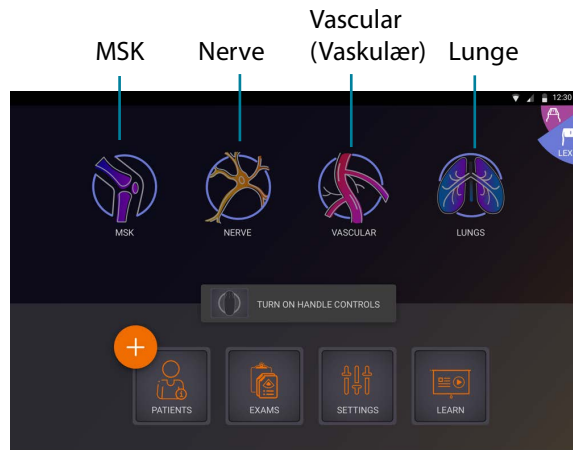 Vascular
MSK Nerve (Vaskulær) Lunge
12:30
LEX
MSK NERVE VASCULAR LUNGS
TURN ON HANDLE CONTROLS
+
PATIENTS EXAMS SETTINGS LEARN